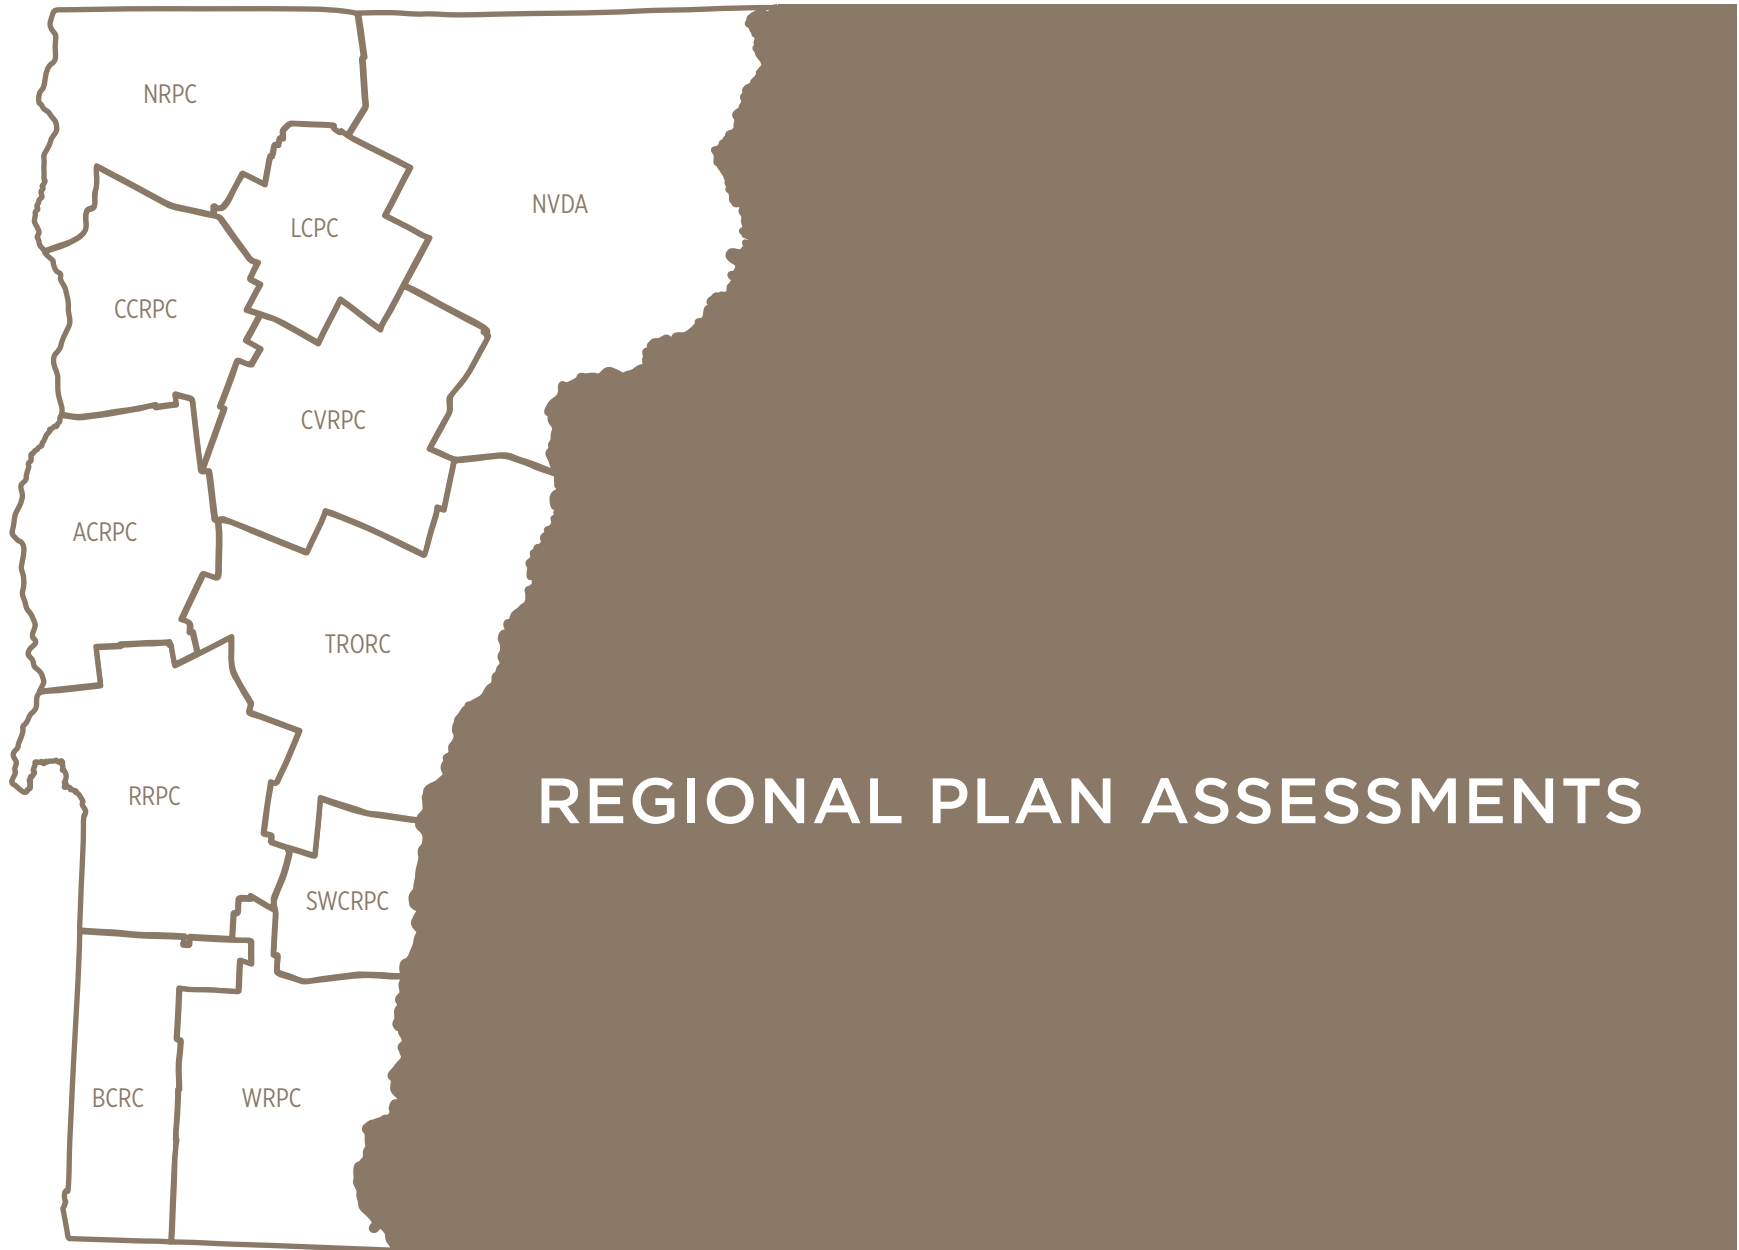 NRPC
NVDA
LCPC
CCRPC
CVRPC
ACRPC
TRORC
RRPC
REGIONAL PLAN ASSESSMENTS
SWCRPC
BCRC
WRPC